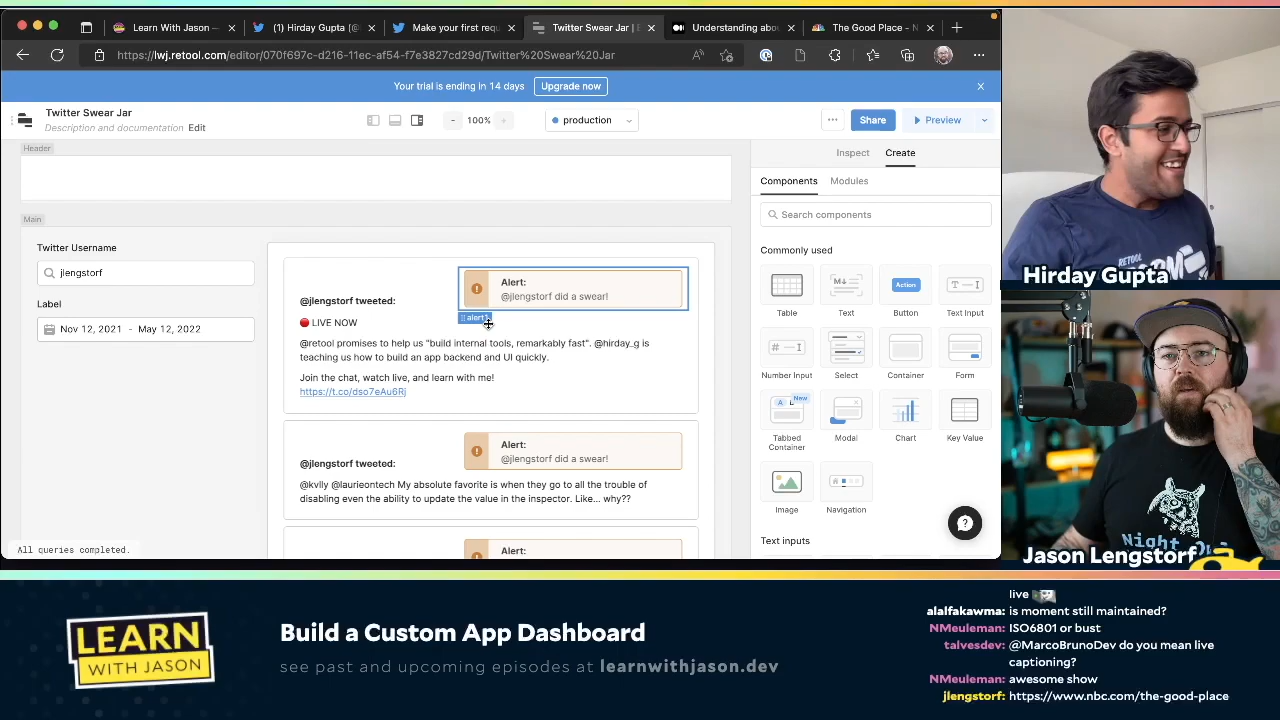 Learn With Jason —
(1) Hirday Gupta (@
Make your first requ
Twitter Swear Jar | E
Understanding abou
The Good Place - N
https://lwj.retool.com/editor/070f697c-d216-11ec-af54-f7e3827cd29d/Twitter%20Swear%20Jar
Your trial is ending in 14 days
Upgrade now
Twitter Swear Jar
Description and documentation Edit
- 100% +
production
Share
Preview
Header
Inspect
Create
Components
Modules
Search components
Main
Twitter Username
jlengstorf
Label
Nov 12, 2021 - May 12, 2022
Alert:
@jlengstorf did a swear!
@jlengstorf tweeted:
🔴 LIVE NOW
@retool promises to help us "build internal tools, remarkably fast". @hirday_g is
teaching us how to build an app backend and UI quickly.
Join the chat, watch live, and learn with me!
https://t.co/dso7eAu6Rj
Alert:
@jlengstorf did a swear!
@jlengstorf tweeted:
@kvlly @laurieontech My absolute favorite is when they go to all the trouble of
disabling even the ability to update the value in the inspector. Like... why??
Alert:
All queries completed.
Commonly used
Table
Text
Action
Button
Text Input
Number Input
Select
Container
Form
New
Tabbed
Container
Modal
Chart
Key Value
Image
Navigation
Text inputs
RETOOL
Hirday Gupta
Night Owl
Jason Lengstorf
LEARN
WITH JASON
Build a Custom App Dashboard
see past and upcoming episodes at learnwithjason.dev
live
alalfakawma: is moment still maintained?
NMeuleman: ISO6801 or bust
talvesdev: @MarcoBrunoDev do you mean live
captioning?
NMeuleman: awesome show
jlengstorf: https://www.nbc.com/the-good-place